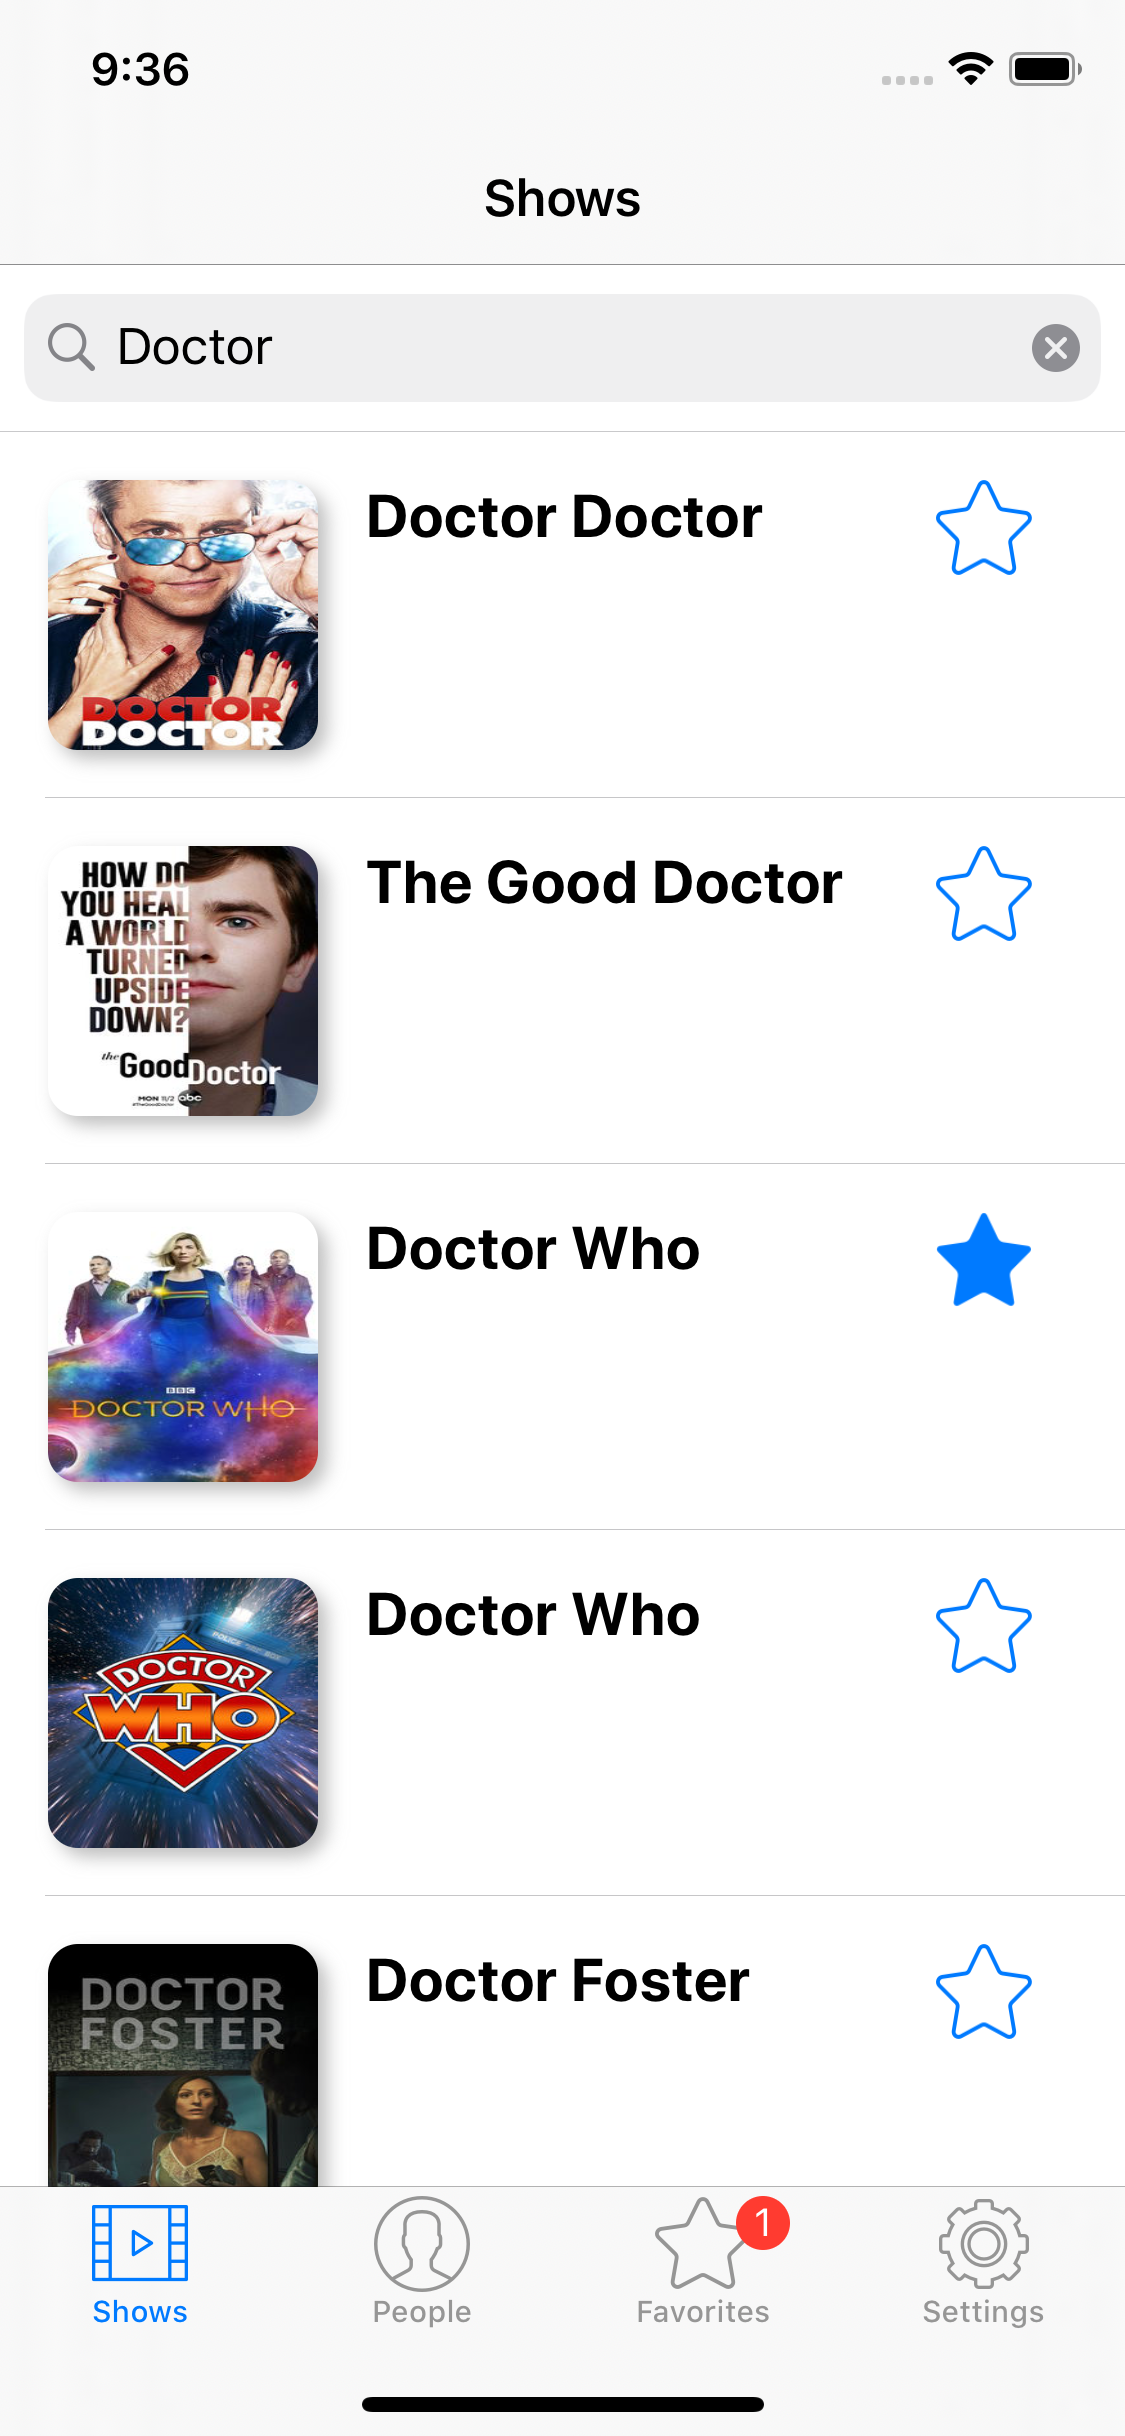 9:36
Shows
Doctor
DOCTOR
DOCTOR
Doctor Doctor
HOW DO
YOU HEAL
A WORLD
TURNED
UPSIDE
DOWN?
the Good Doctor
MON 11/2 abc
#TheGoodDoctor
The Good Doctor
BBC
DOCTOR WHO
Doctor Who
POLICE
DOCTOR
WHO
Doctor Who
DOCTOR
FOSTER
Doctor Foster
1
Shows
People
Favorites
Settings